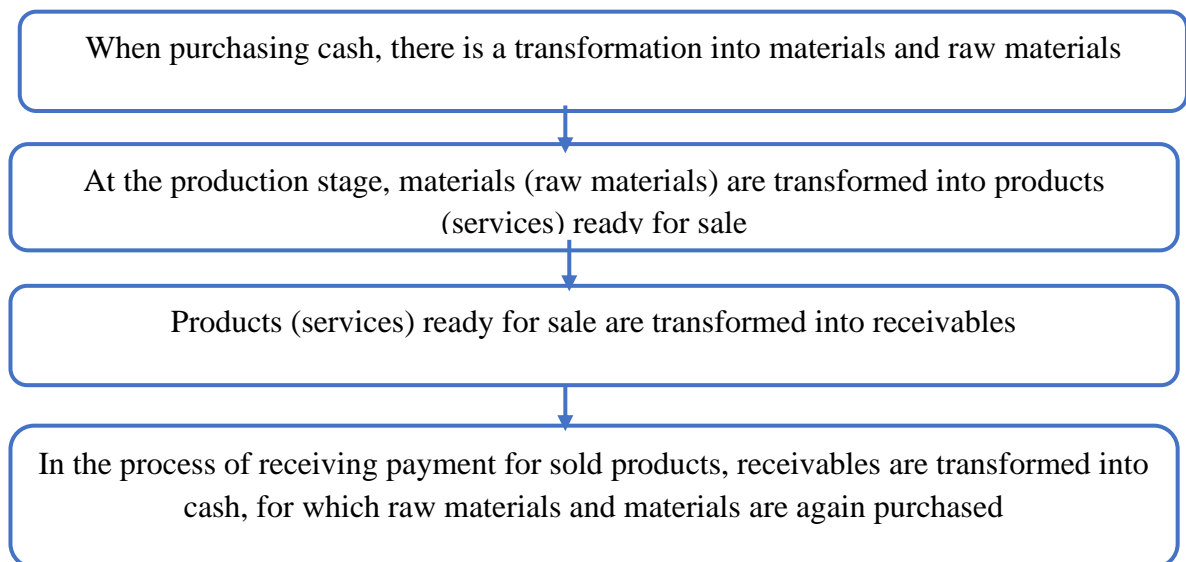 When purchasing cash, there is a transformation into materials and raw materials
At the production stage, materials (raw materials) are transformed into products
(services) ready for sale
Products (services) ready for sale are transformed into receivables
In the process of receiving payment for sold products, receivables are transformed into
cash, for which raw materials and materials are again purchased